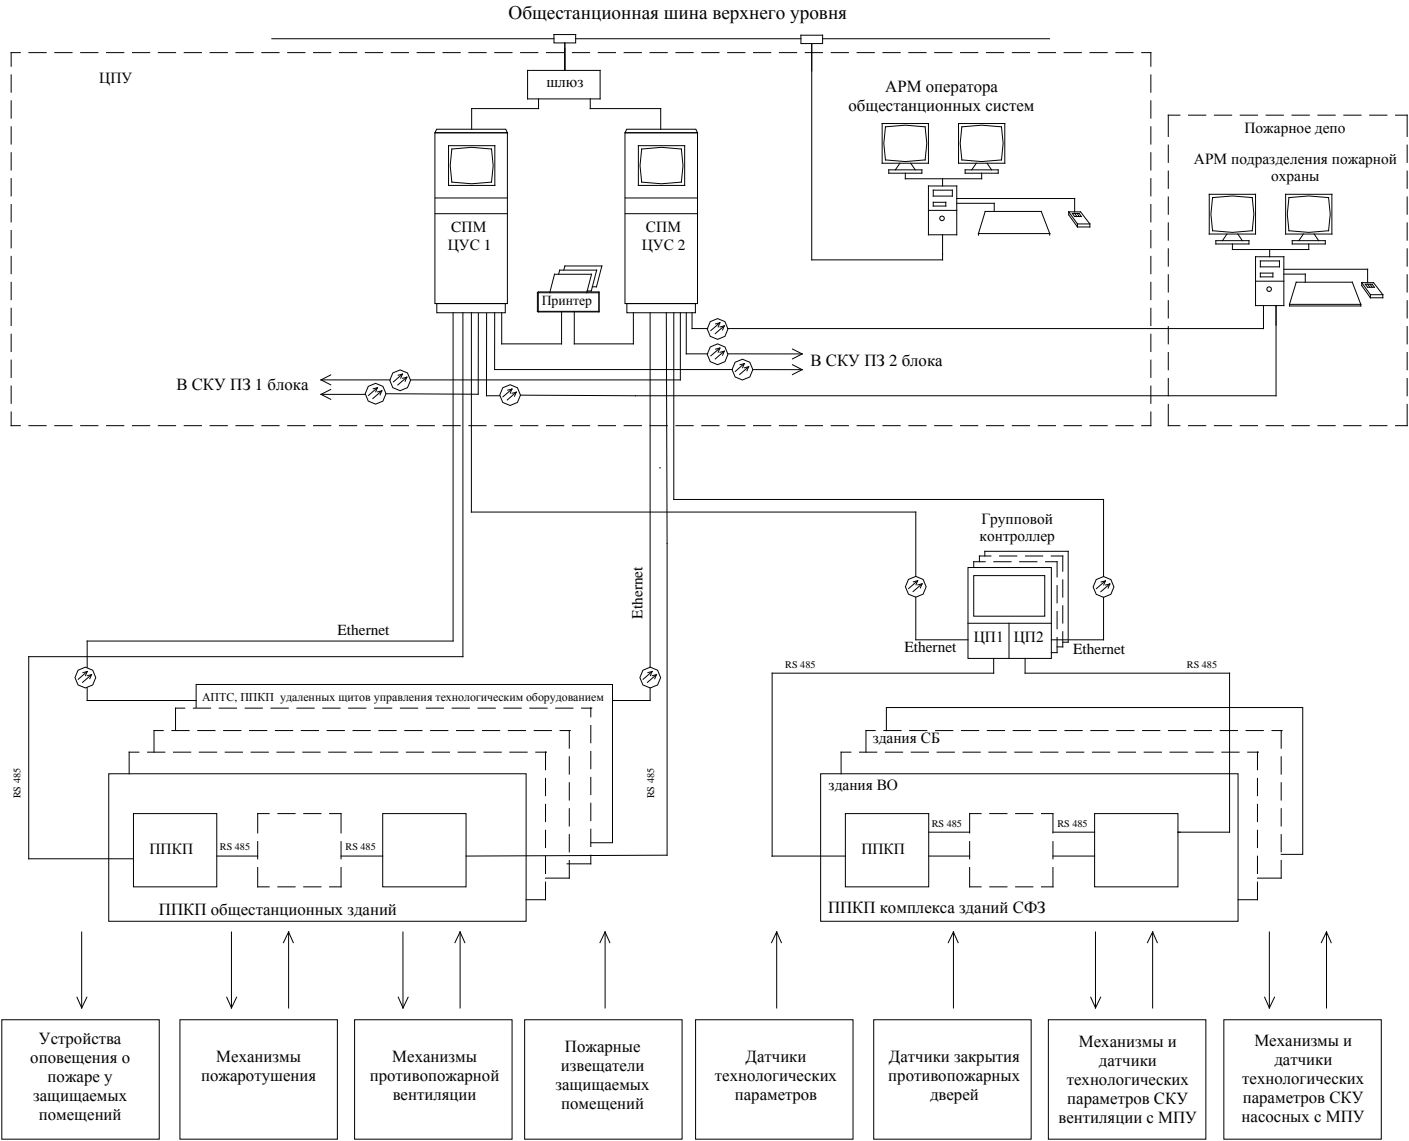 Общестанционная шина верхнего уровня
ЦПУ
шлюз
АРМ оператора
общестанционных систем
Пожарное депо
АРМ подразделения пожарной
охраны
СПМ
ЦУС 1
СПМ
ЦУС 2
Принтер
В СКУ ПЗ 2 блока
В СКУ ПЗ 1 блока
Групповой
контроллер
ЦП1
ЦП2
Ethernet
Ethernet
Ethernet
Ethernet
RS 485
RS 485
АПТС, ППКП удаленных щитов управления технологическим оборудованием
здания СБ
RS 485
RS 485
здания ВО
ППКП
RS 485
RS 485
ППКП
RS 485
RS 485
ППКП общестанционных зданий
ППКП комплекса зданий СФЗ
Устройства
оповещения о
пожаре у
защищаемых
помещений
Механизмы
пожаротушения
Механизмы
противопожарной
вентиляции
Пожарные
извещатели
защищаемых
помещений
Датчики
технологических
параметров
Датчики закрытия
противопожарных
дверей
Механизмы и
датчики
технологических
параметров СКУ
вентиляции с МПУ
Механизмы и
датчики
технологических
параметров СКУ
насосных с МПУ